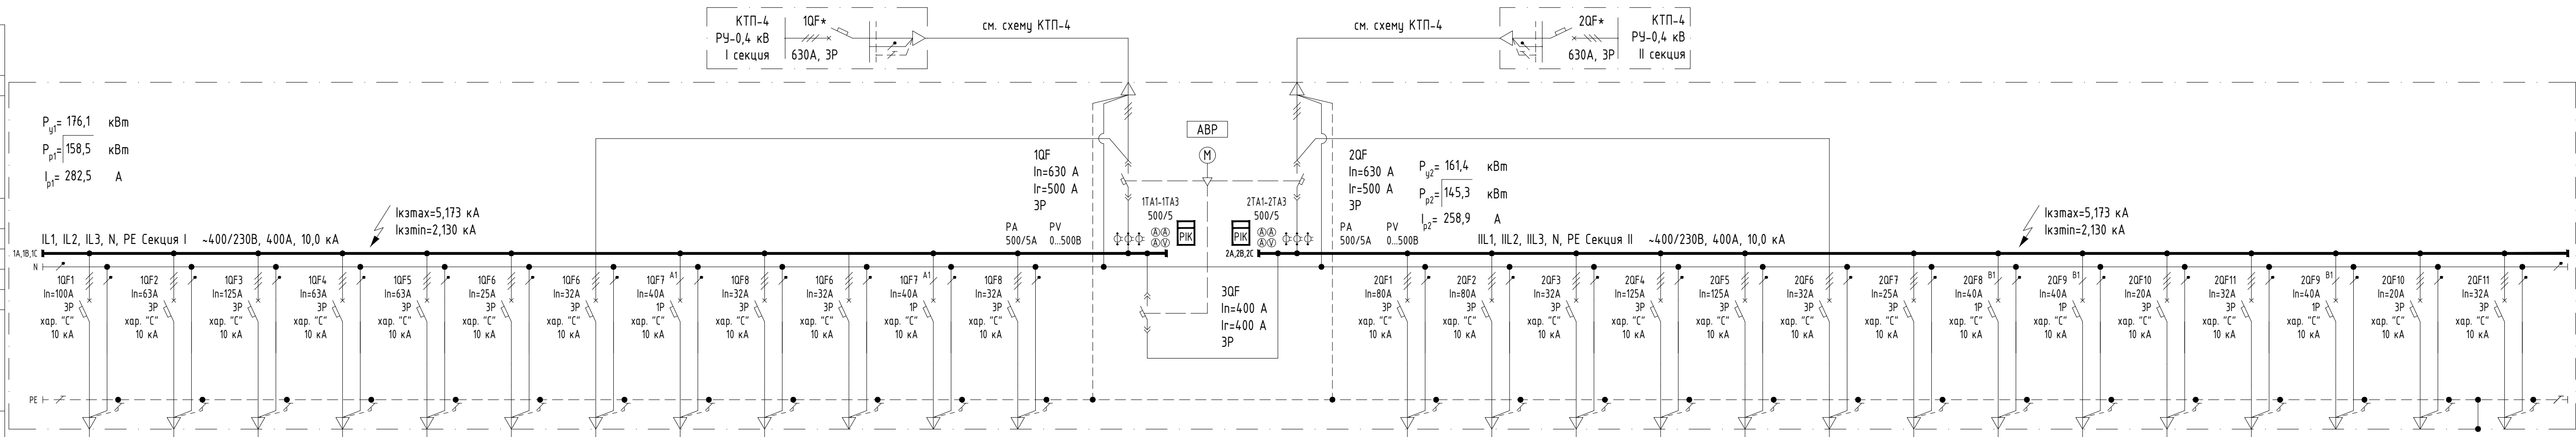 КТП-4
РУ-0,4 кВ
I секция
1QF*
630А, 3Р
см. схему КТП-4
см. схему КТП-4
2QF*
630А, 3Р
КТП-4
РУ-0,4 кВ
II секция
Pу1= 176,1 кВт
Pр1= 158,5 кВт
Iр1= 282,5 А
АВР
М
1QF
In=630 А
Ir=500 А
3Р
2QF
In=630 А
Ir=500 А
3Р
Pу2= 161,4 кВт
Pр2= 145,3 кВт
Iр2= 258,9 А
1ТА1-1ТА3
500/5
2ТА1-2ТА3
500/5
РА
500/5А
PV
0...500В
PIK
A A
A V
PIK
A A
A V
РА
500/5А
PV
0...500В
Iкзmax=5,173 кА
Iкзmin=2,130 кА
Iкзmax=5,173 кА
Iкзmin=2,130 кА
IL1, IL2, IL3, N, PE Секция I ~400/230В, 400А, 10,0 кА
IIL1, IIL2, IIL3, N, PE Секция II ~400/230В, 400А, 10,0 кА
1А,1В,1С
2А,2В,2С
N
1QF1
In=100А
3Р
хар. "С"
10 кА
1QF2
In=63А
3Р
хар. "С"
10 кА
1QF3
In=125А
3Р
хар. "С"
10 кА
1QF4
In=63А
3Р
хар. "С"
10 кА
1QF5
In=63А
3Р
хар. "С"
10 кА
1QF6
In=25А
3Р
хар. "С"
10 кА
1QF6
In=32А
3Р
хар. "С"
10 кА
1QF7
In=40А
1Р
хар. "С"
10 кА
А1
1QF8
In=32А
3Р
хар. "С"
10 кА
1QF6
In=32А
3Р
хар. "С"
10 кА
1QF7
In=40А
1Р
хар. "С"
10 кА
А1
1QF8
In=32А
3Р
хар. "С"
10 кА
3QF
In=400 А
Ir=400 А
3Р
2QF1
In=80А
3Р
хар. "С"
10 кА
2QF2
In=80А
3Р
хар. "С"
10 кА
2QF3
In=32А
3Р
хар. "С"
10 кА
2QF4
In=125А
3Р
хар. "С"
10 кА
2QF5
In=125А
3Р
хар. "С"
10 кА
2QF6
In=32А
3Р
хар. "С"
10 кА
2QF7
In=25А
3Р
хар. "С"
10 кА
2QF8
In=40А
1Р
хар. "С"
10 кА
В1
2QF9
In=40А
1Р
хар. "С"
10 кА
В1
2QF10
In=20А
3Р
хар. "С"
10 кА
2QF11
In=32А
3Р
хар. "С"
10 кА
2QF9
In=40А
1Р
хар. "С"
10 кА
В1
2QF10
In=20А
3Р
хар. "С"
10 кА
2QF11
In=32А
3Р
хар. "С"
10 кА
PE